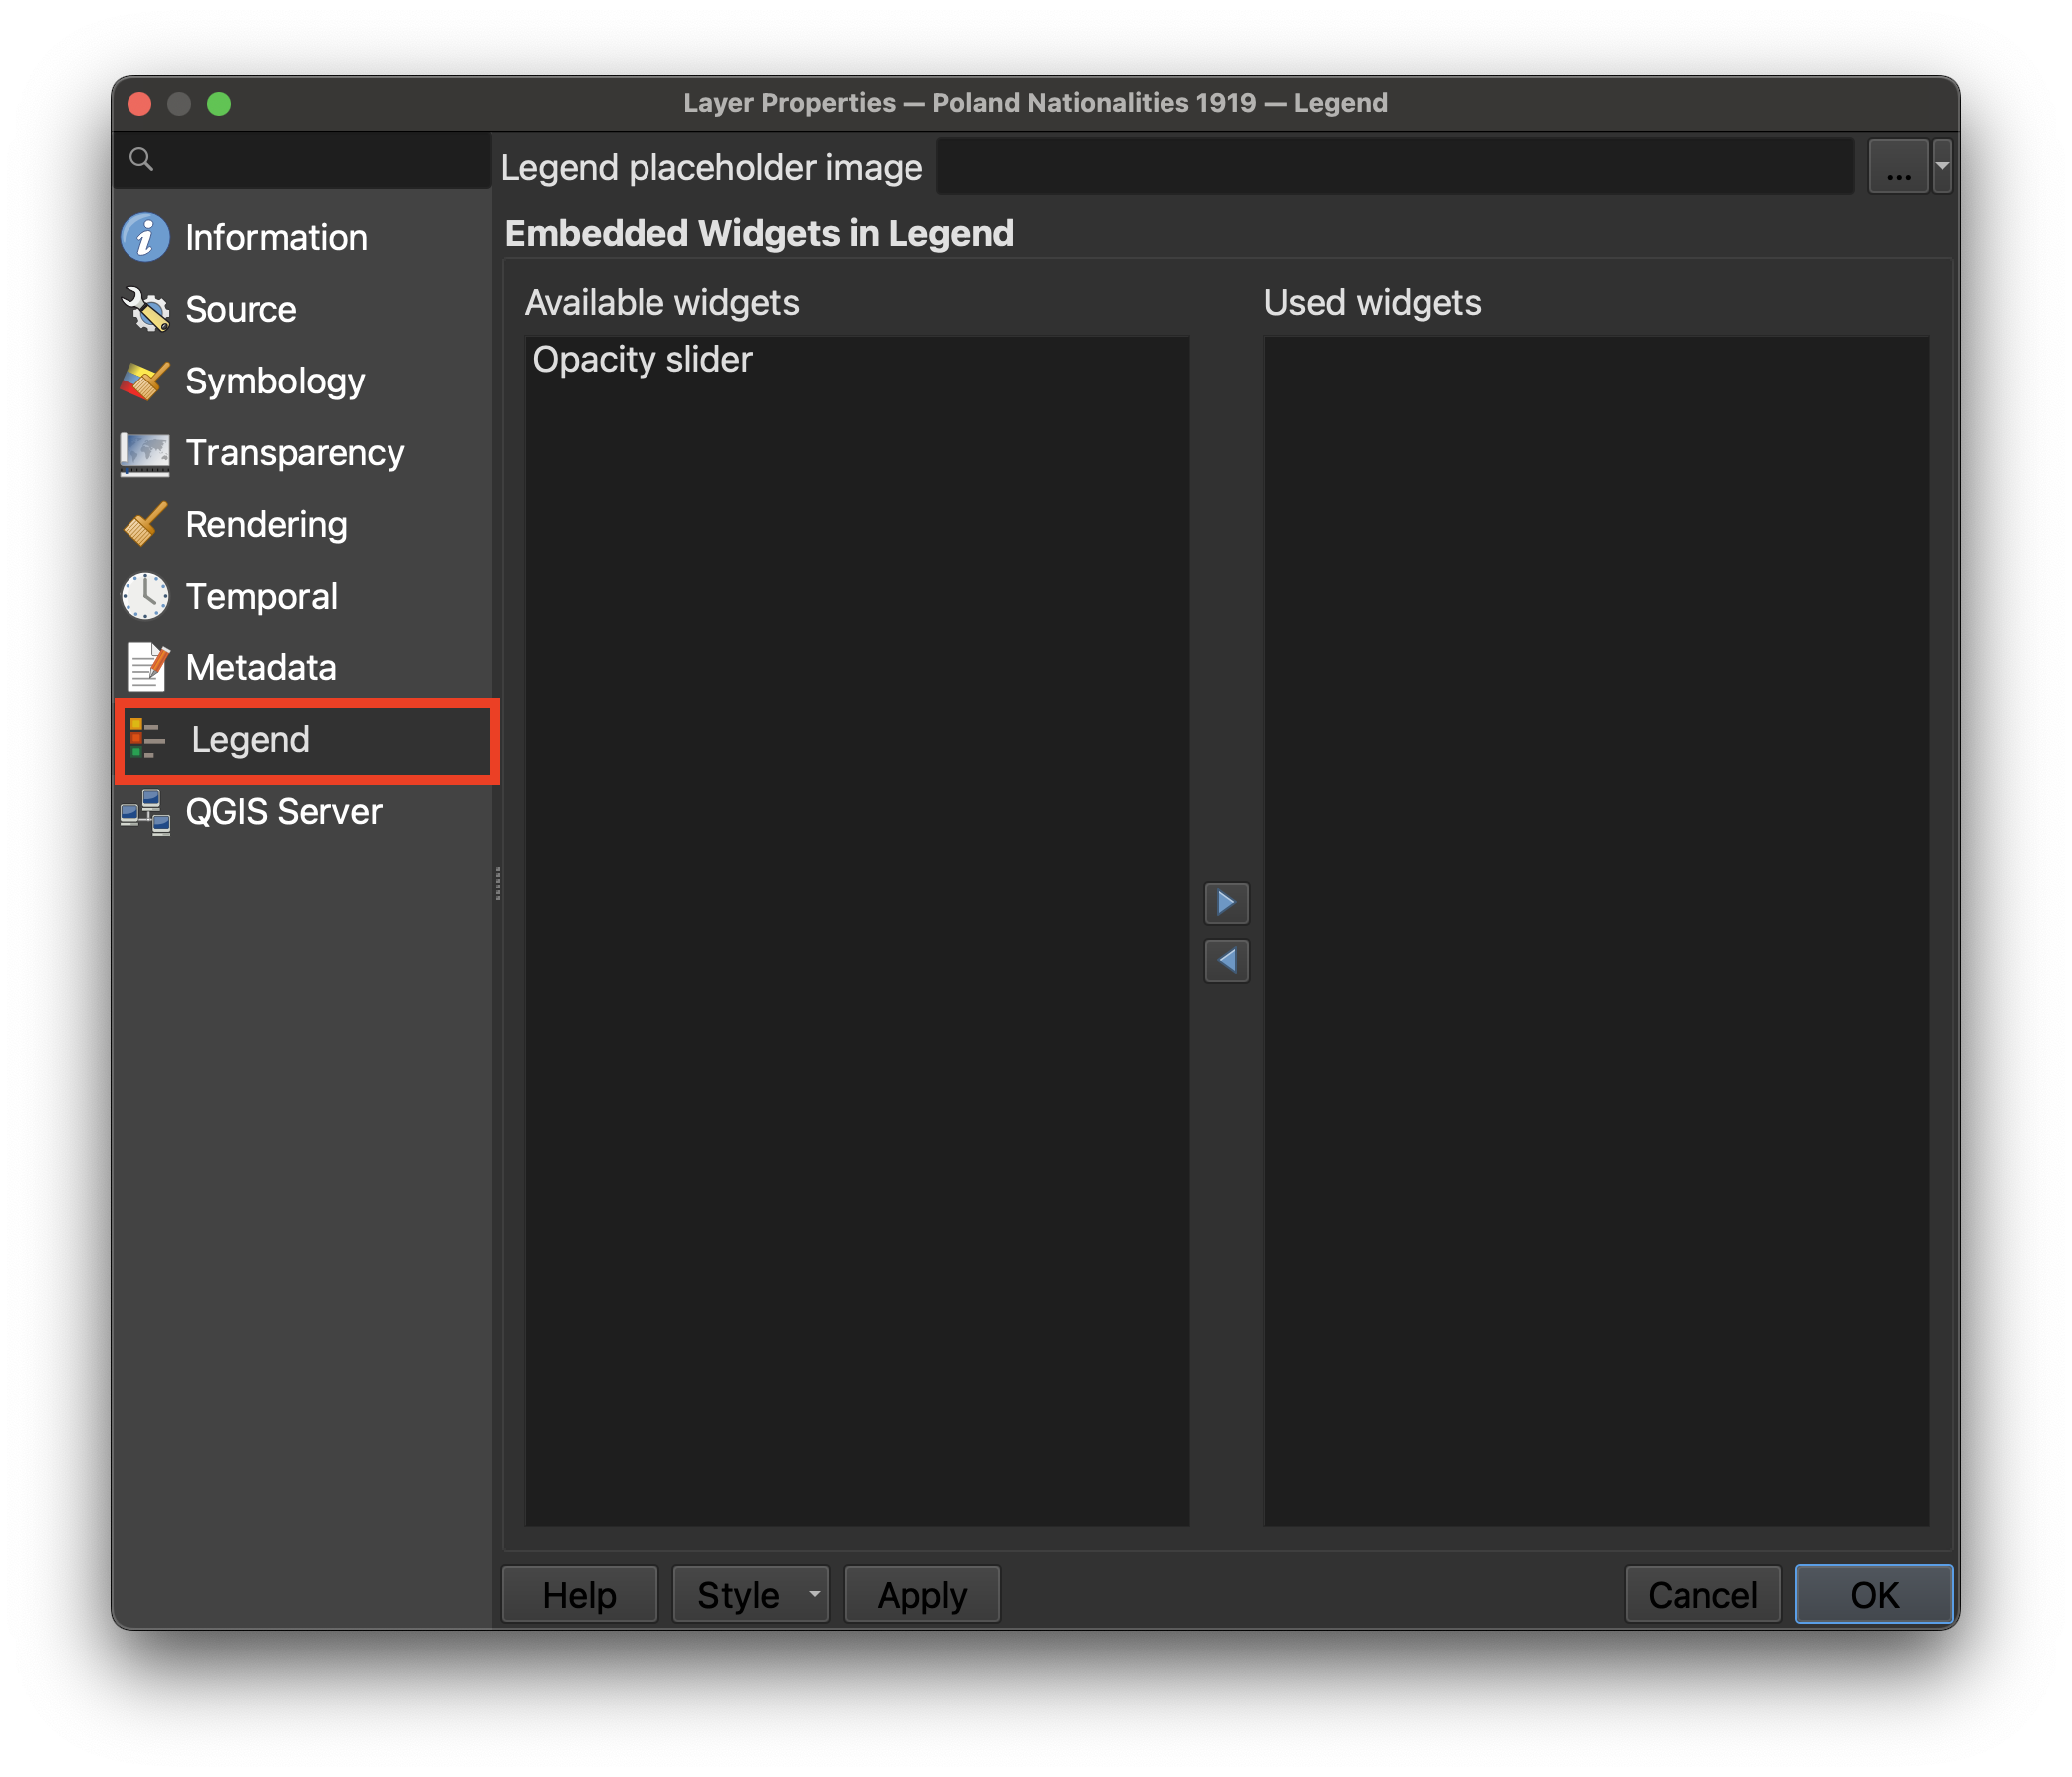 Layer Properties — Poland Nationalities 1919 — Legend
Legend placeholder image
...
Information
Source
Symbology
Transparency
Rendering
Temporal
Metadata
Legend
QGIS Server
Embedded Widgets in Legend
Available widgets
Opacity slider
Used widgets
Help
Style
Apply
Cancel
OK